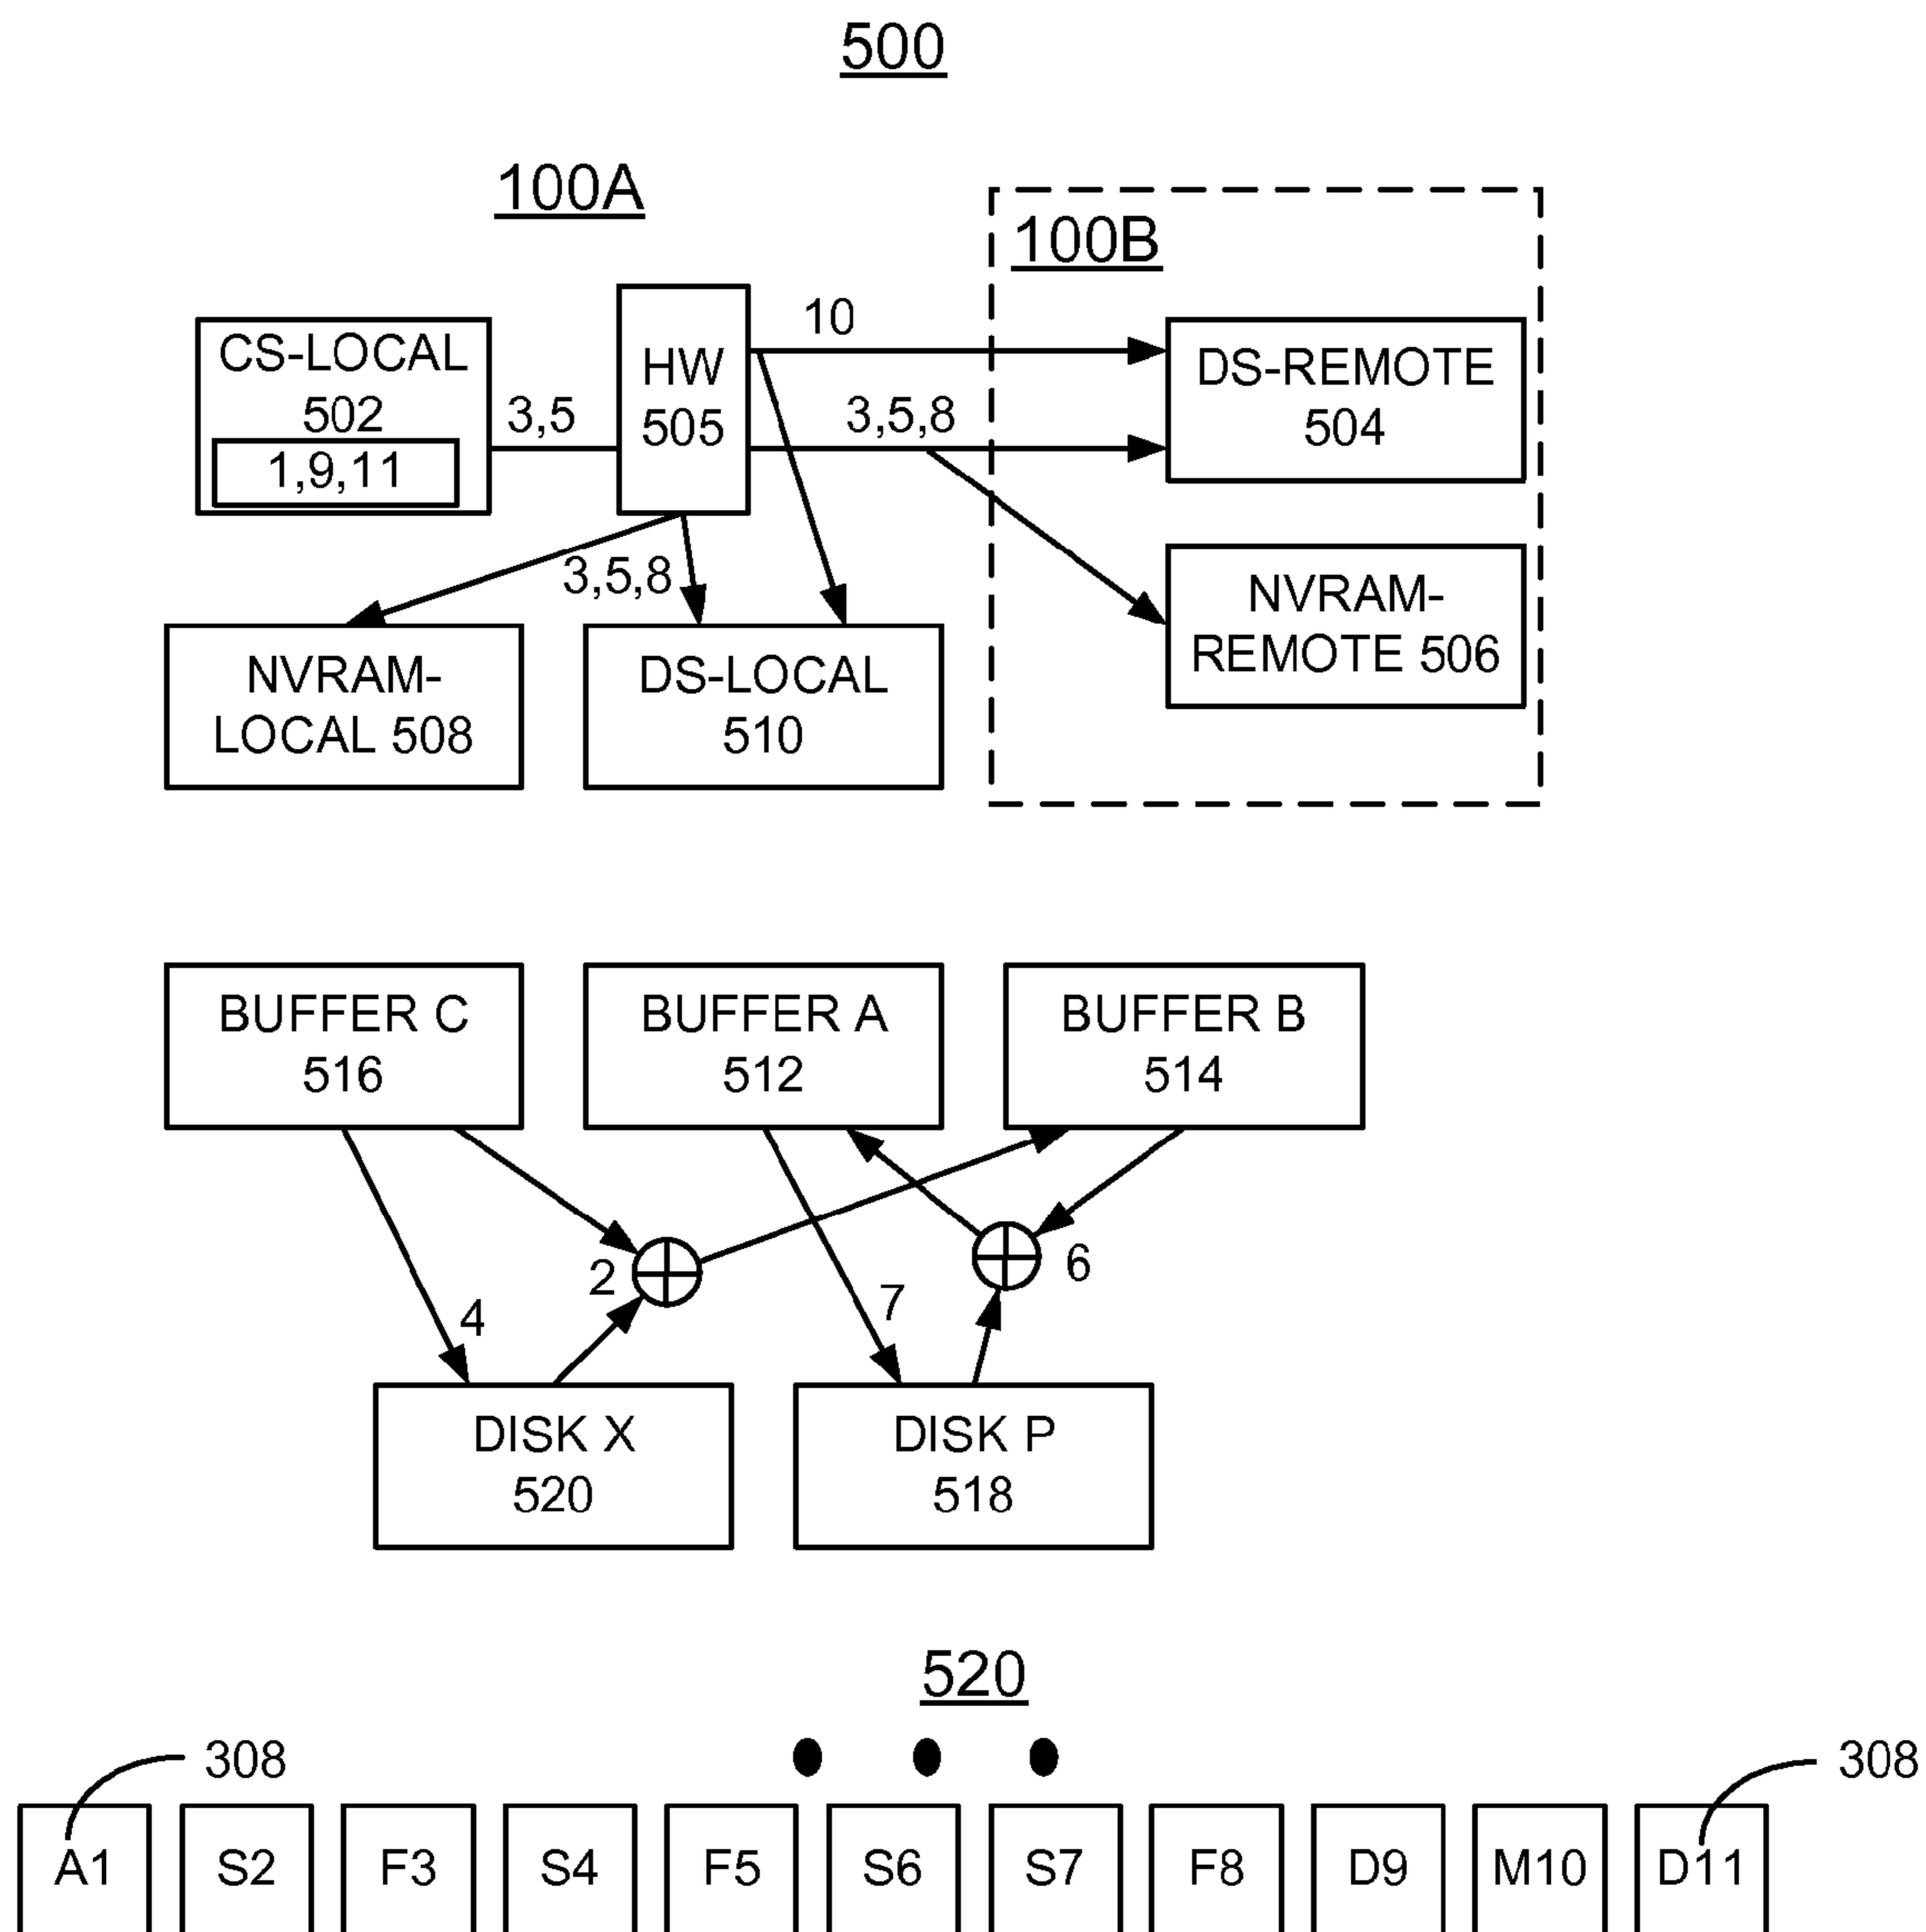 500
100A
100B
10
CS-LOCAL
502
1,9,11
3,5
HW
505
3,5,8
DS-REMOTE
504
3,5,8
NVRAM-
REMOTE 506
NVRAM-
LOCAL 508
DS-LOCAL
510
BUFFER C
516
BUFFER A
512
BUFFER B
514
2
6
4
7
DISK X
520
DISK P
518
520
308
308
A1
S2
F3
S4
F5
S6
S7
F8
D9
M10
D11